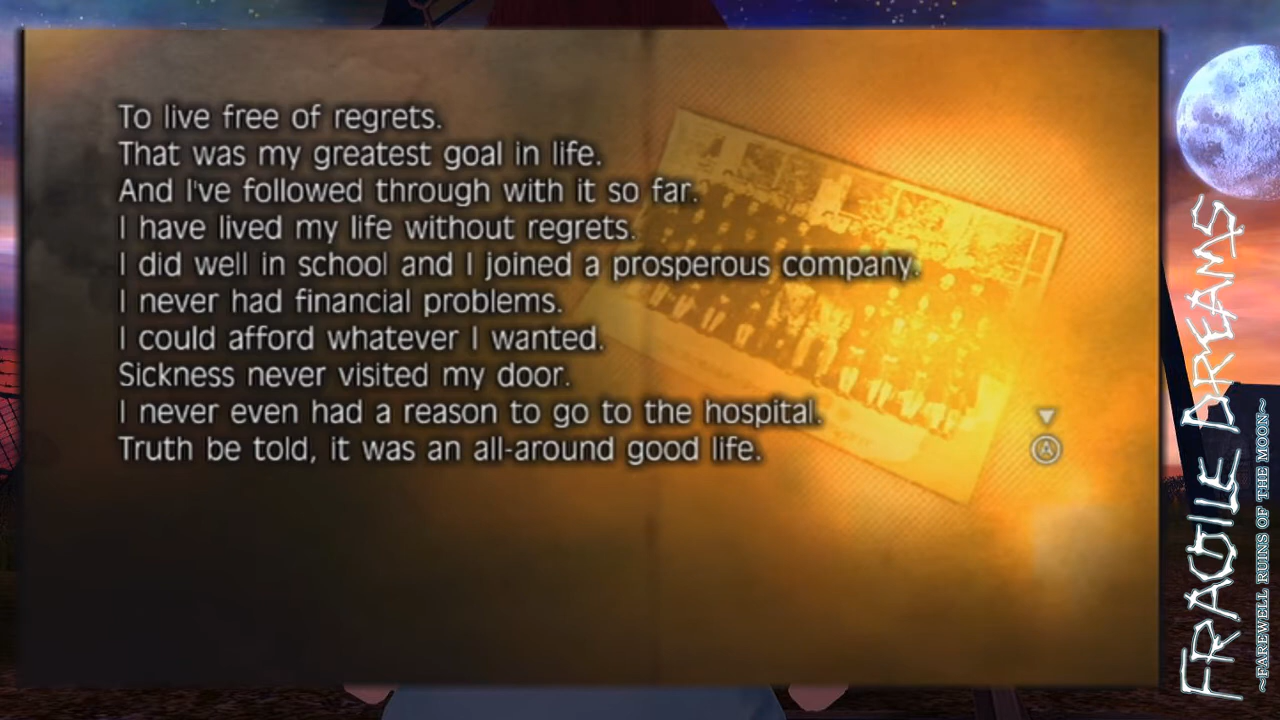 To live free of regrets.
That was my greatest goal in life.
And I've followed through with it so far.
I have lived my life without regrets.
I did well in school and I joined a prosperous company.
I never had financial problems.
I could afford whatever I wanted.
Sickness never visited my door.
I never even had a reason to go to the hospital.
Truth be told, it was an all-around good life.
A
FRAGILE DREAMS
~FAREWELL RUINS OF THE MOON~